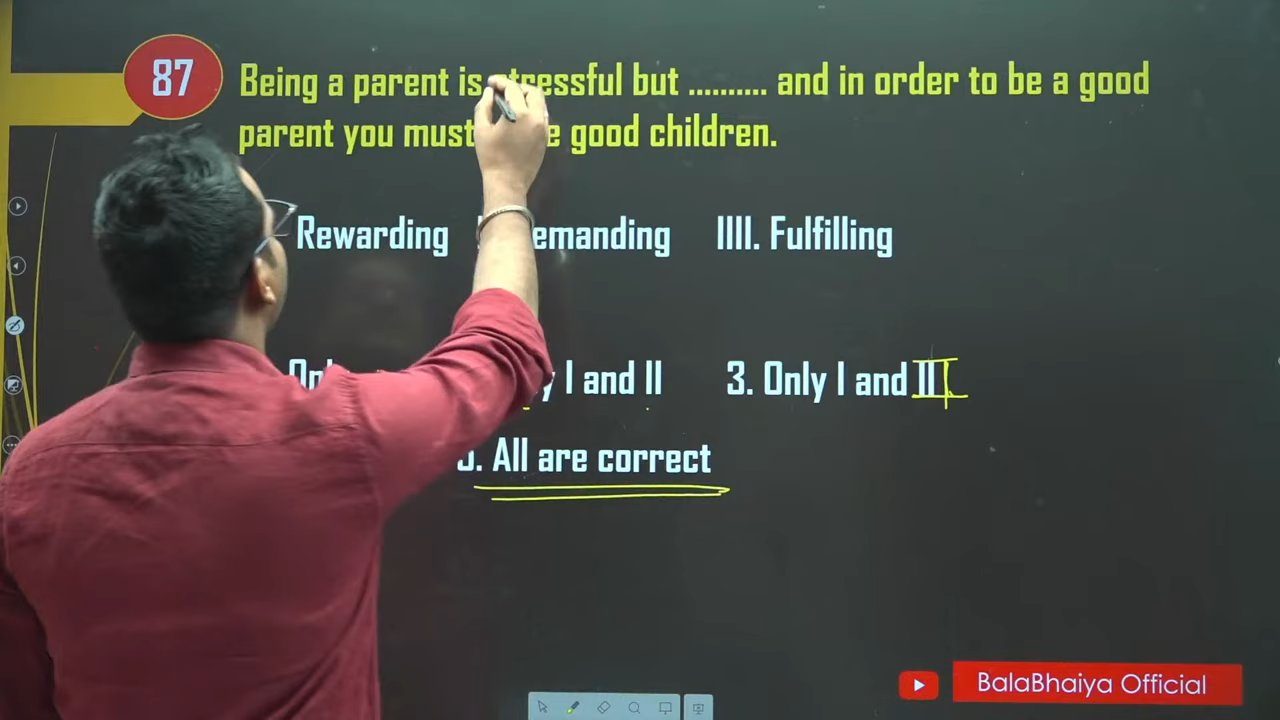 87
Being a parent is stressful but .......... and in order to be a good
parent you must good children.
Rewarding emanding IIII. Fulfilling
I and II 3. Only I and II
All are correct
BalaBhaiya Official